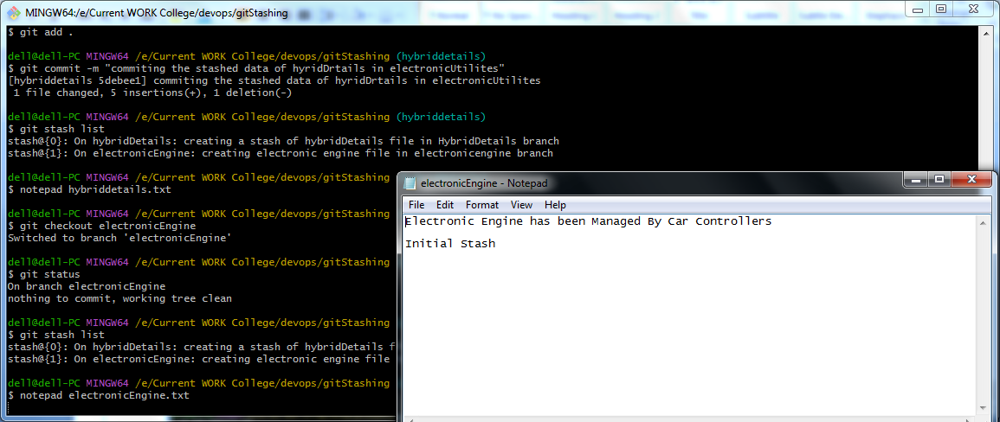 MINGW64:/e/Current WORK College/devops/gitStashing
$ git add .
dell@dell-PC MINGW64 /e/Current WORK College/devops/gitStashing (hybriddetails)
$ git commit -m "commiting the stashed data of hyridDrtails in electronicUtilites"
[hybriddetails 5debee1] commiting the stashed data of hyridDrtails in electronicUtilites
1 file changed, 5 insertions(+), 1 deletion(-)
dell@dell-PC MINGW64 /e/Current WORK College/devops/gitStashing (hybriddetails)
$ git stash list
stash@{0}: On hybridDetails: creating a stash of hybridDetails file in HybridDetails branch
stash@{1}: On electronicEngine: creating electronic engine file in electronicengine branch
dell@dell-PC MINGW64 /e/Current WORK College/devops/gitStashing
$ notepad hybriddetails.txt
dell@dell-PC MINGW64 /e/Current WORK College/devops/gitStashing
$ git checkout electronicEngine
Switched to branch 'electronicEngine'
dell@dell-PC MINGW64 /e/Current WORK College/devops/gitStashing
$ git status
On branch electronicEngine
nothing to commit, working tree clean
dell@dell-PC MINGW64 /e/Current WORK College/devops/gitStashing
$ git stash list
stash@{0}: On hybridDetails: creating a stash of hybridDetails f
stash@{1}: On electronicEngine: creating electronic engine file
dell@dell-PC MINGW64 /e/Current WORK College/devops/gitStashing
$ notepad electronicEngine.txt
electronicEngine - Notepad
File Edit Format View Help
Electronic Engine has been Managed By Car Controllers
Initial Stash